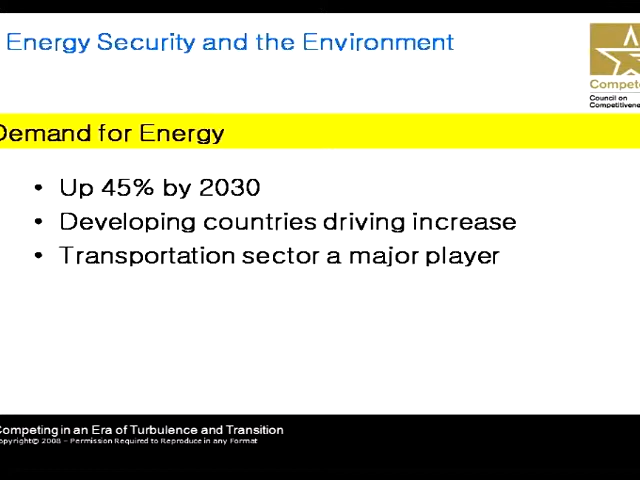 Energy Security and the Environment
Council on
Demand for Energy
• Up 45% by 2030
• Developing countries driving increase
• Transportation sector a major player
Competing in an Era of Turbulence and Transition
Copyright© 2008 – Permission Required to Reproduce in any Format